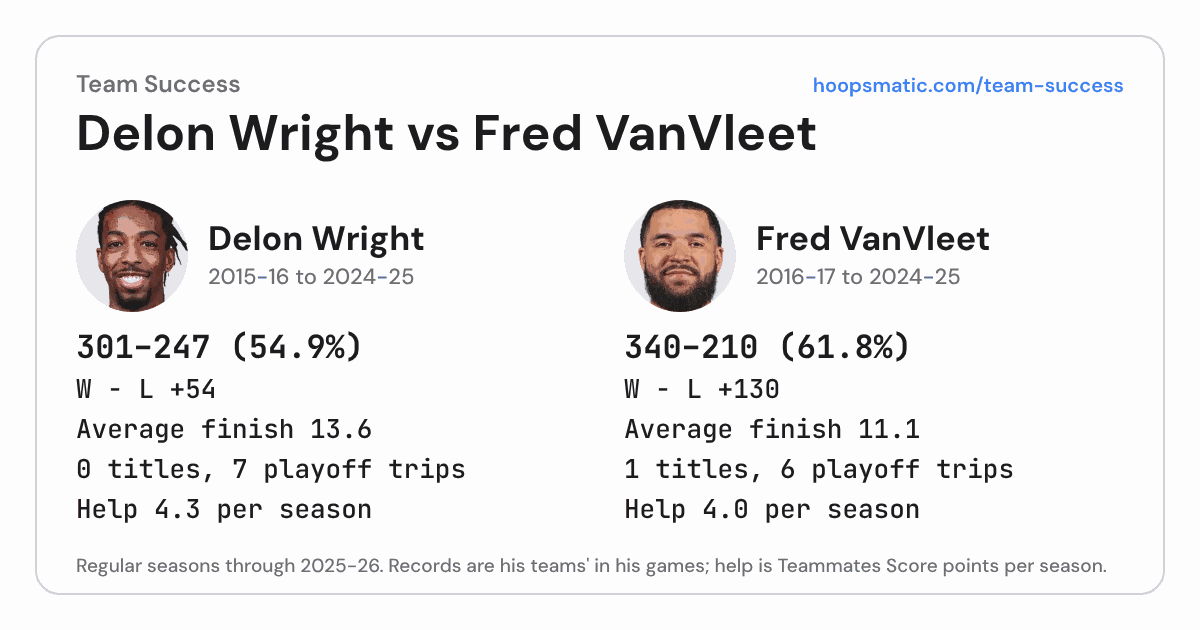 Team Success
hoopsmatic.com/team-success
Delon Wright vs Fred VanVleet
Delon Wright
2015-16 to 2024-25
301-247 (54.9%)
W - L +54
Average finish 13.6
0 titles, 7 playoff trips
Help 4.3 per season
Fred VanVleet
2016-17 to 2024-25
340-210 (61.8%)
W - L +130
Average finish 11.1
1 titles, 6 playoff trips
Help 4.0 per season
Regular seasons through 2025-26. Records are his teams' in his games; help is Teammates Score points per season.